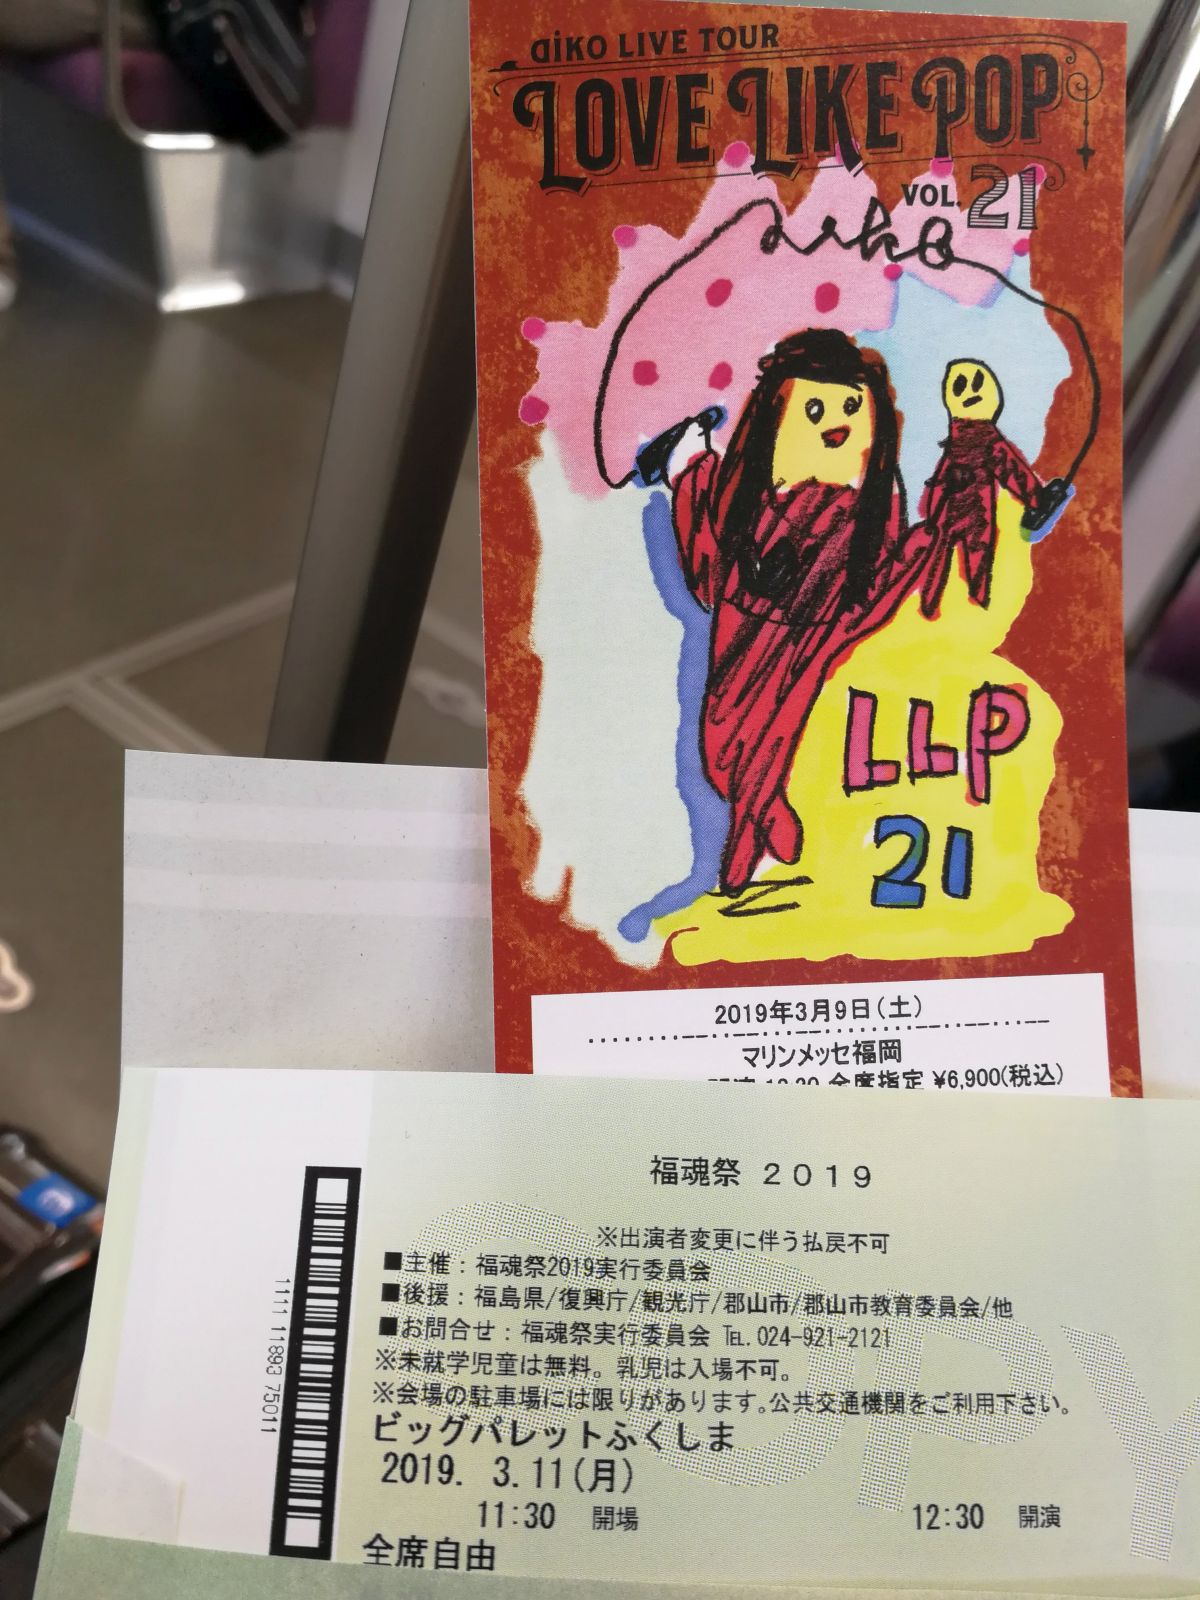 aiko LIVE TOUR
LOVE LIKE POP
VOL. 21
aiko
LLP
21
2019年3月9日(土)
マリンメッセ福岡
全席指定 ¥6,900(税込)
福魂祭 2019
※出演者変更に伴う払戻不可
■主催：福魂祭2019実行委員会
■後援：福島県/復興庁/観光庁/郡山市/郡山市教育委員会/他
■お問合せ：福魂祭実行委員会 TEL.024-921-2121
※未就学児童は無料。乳児は入場不可。
※会場の駐車場には限りがあります。公共交通機関をご利用下さい。
ビッグパレットふくしま
2019. 3.11(月)
11:30 開場 12:30 開演
全席自由
1111 11893 75011
COPY